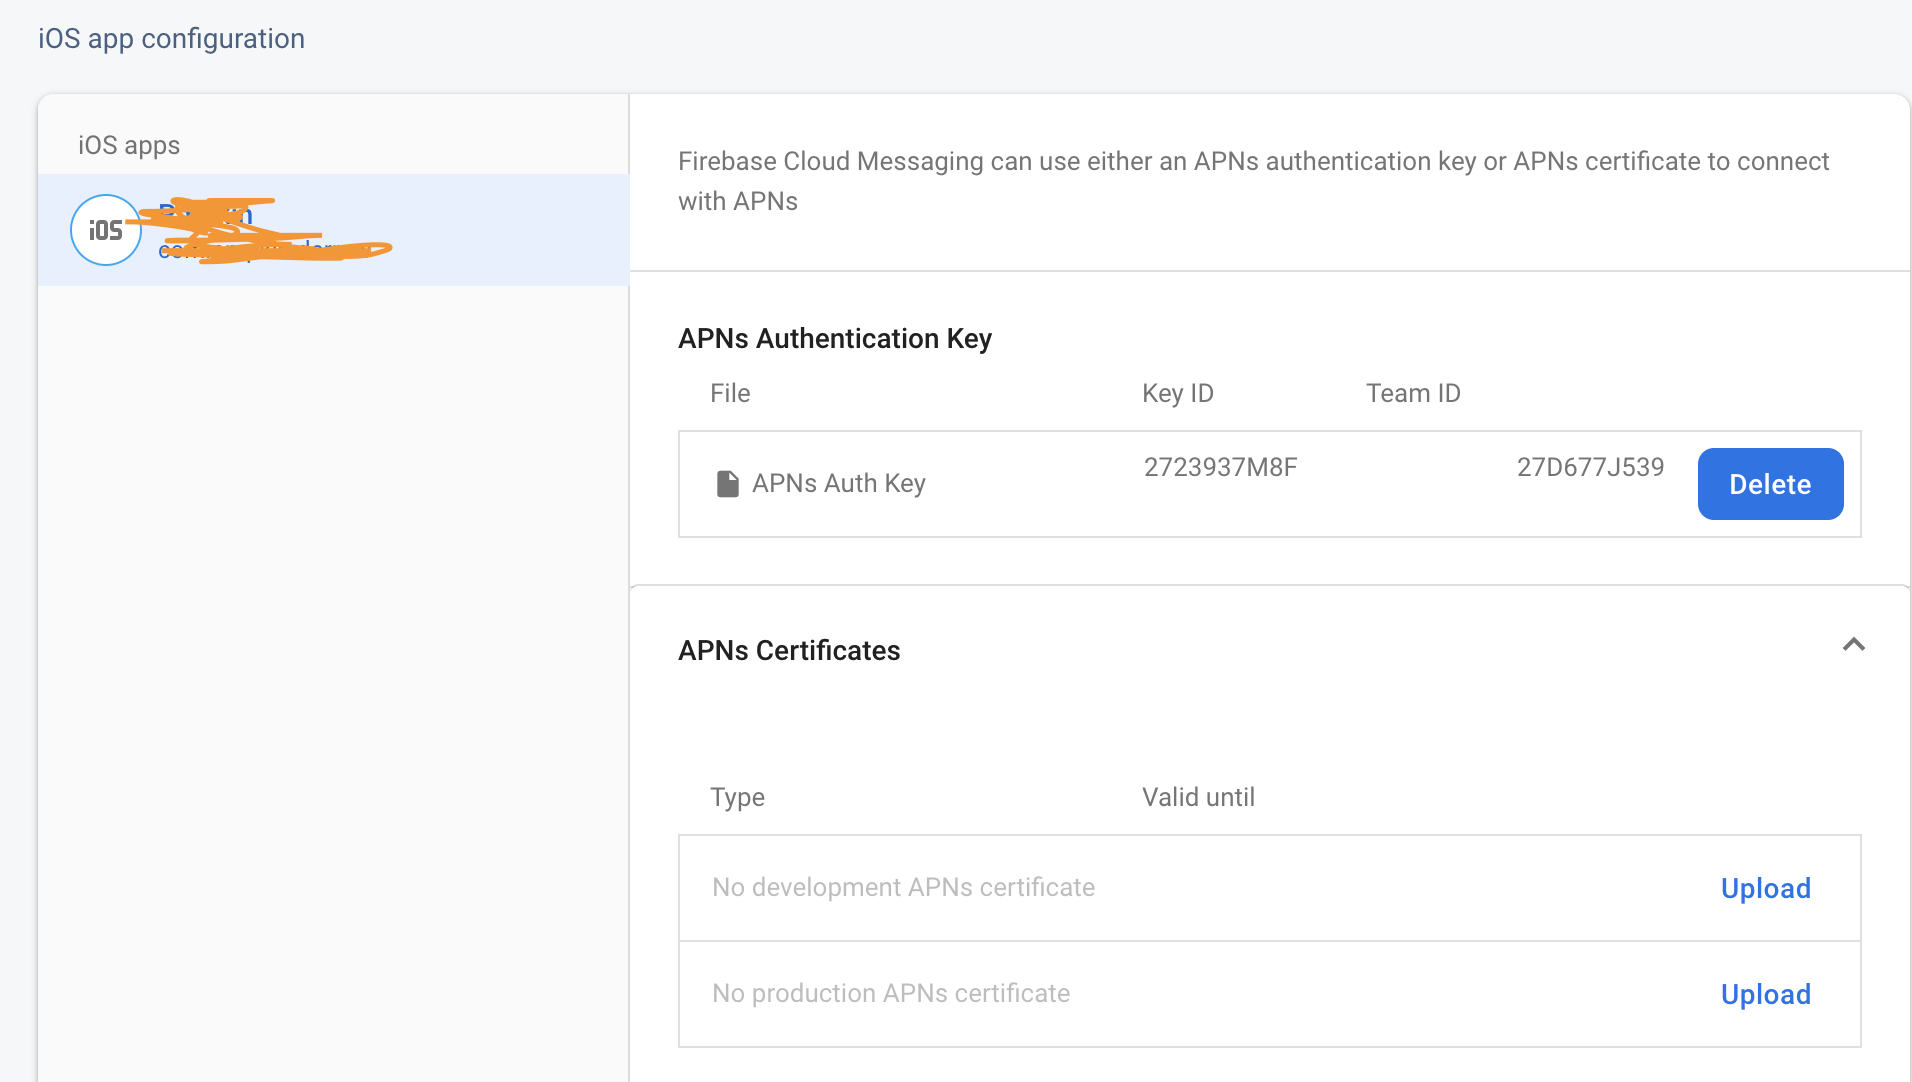 iOS app configuration
iOS apps
iOS
Firebase Cloud Messaging can use either an APNs authentication key or APNs certificate to connect
with APNs
APNs Authentication Key
File Key ID Team ID
APNs Auth Key 2723937M8F 27D677J539 Delete
APNs Certificates
Type Valid until
No development APNs certificate Upload
No production APNs certificate Upload